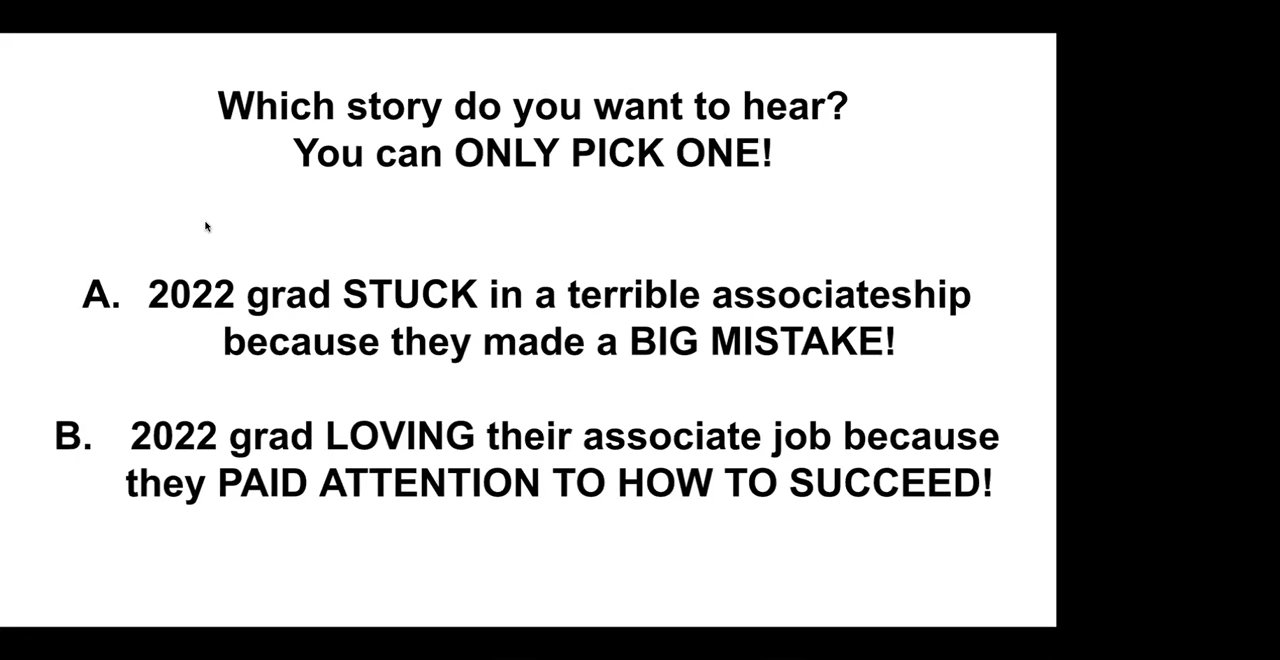 Which story do you want to hear?
You can ONLY PICK ONE!
A. 2022 grad STUCK in a terrible associateship
because they made a BIG MISTAKE!
B. 2022 grad LOVING their associate job because
they PAID ATTENTION TO HOW TO SUCCEED!